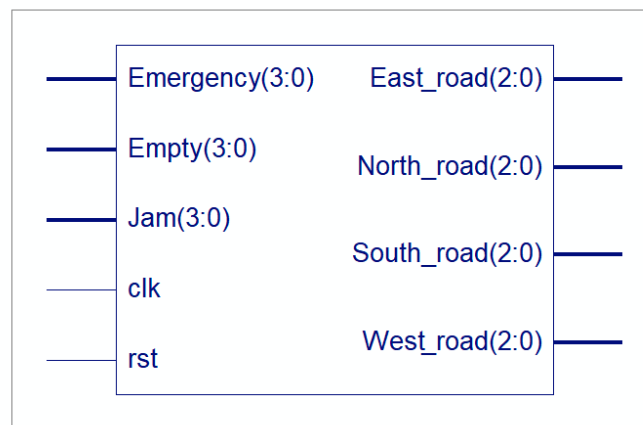 Emergency(3:0)
East_road(2:0)
Empty(3:0)
North_road(2:0)
Jam(3:0)
South_road(2:0)
clk
West_road(2:0)
rst